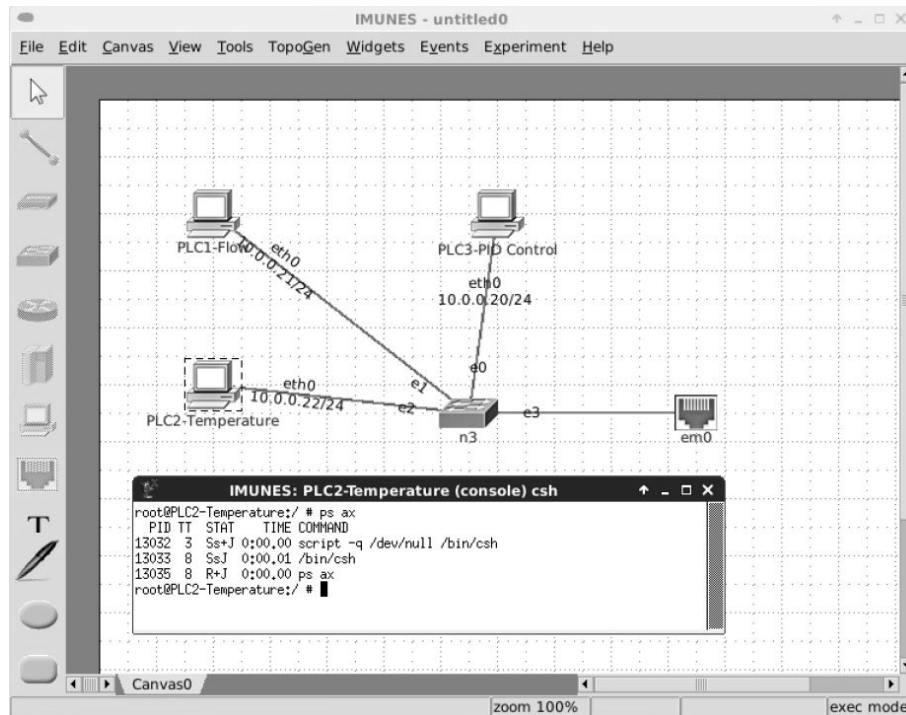 IMUNES - untitled0
File Edit Canvas View Tools TopoGen Widgets Events Experiment Help
PLC1-Flow
eth0
10.0.0.21/24
PLC3-PID Control
eth0
10.0.0.20/24
e0
e1
eth0
10.0.0.22/24
e2
PLC2-Temperature
e3
n3
em0
T
IMUNES: PLC2-Temperature (console) csh
root@PLC2-Temperature:/ # ps ax
PID TT STAT TIME COMMAND
13032 3 Ss+J 0:00.00 script -q /dev/null /bin/csh
13033 8 SsJ 0:00.01 /bin/csh
13035 8 R+J 0:00.00 ps ax
root@PLC2-Temperature:/ #
Canvas0
zoom 100%
exec mode